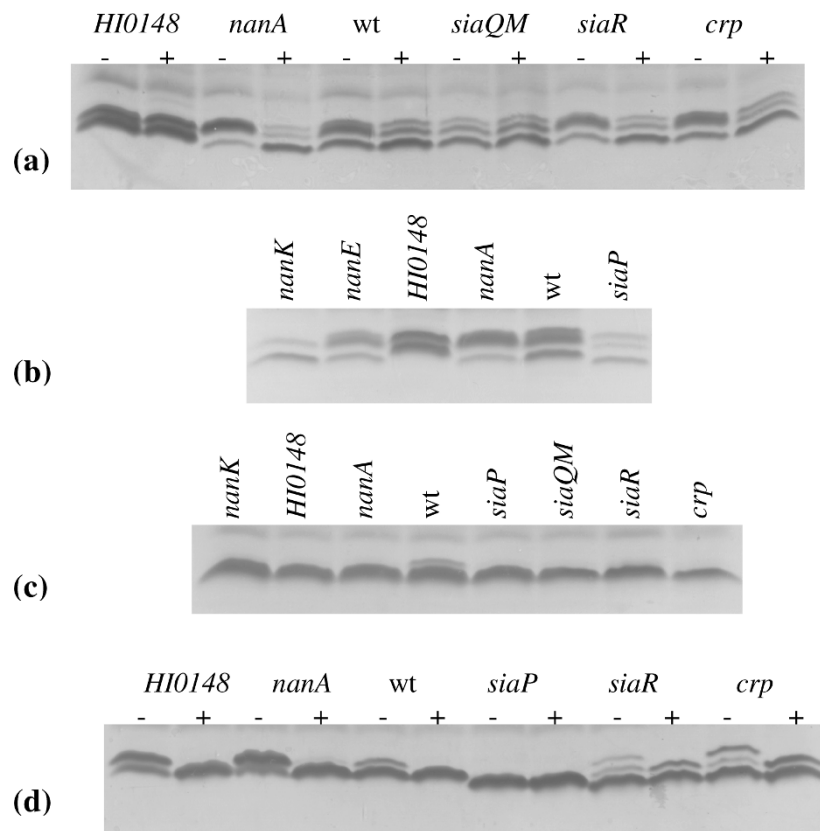 HI0148 nanA wt siaQM siaR crp
- + - + - + - + - + - +
(a)
nanK nanE HI0148 nanA wt siaP
(b)
nanK HI0148 nanA wt siaP siaQM siaR crp
(c)
HI0148 nanA wt siaP siaR crp
- + - + - + - + - + - +
(d)